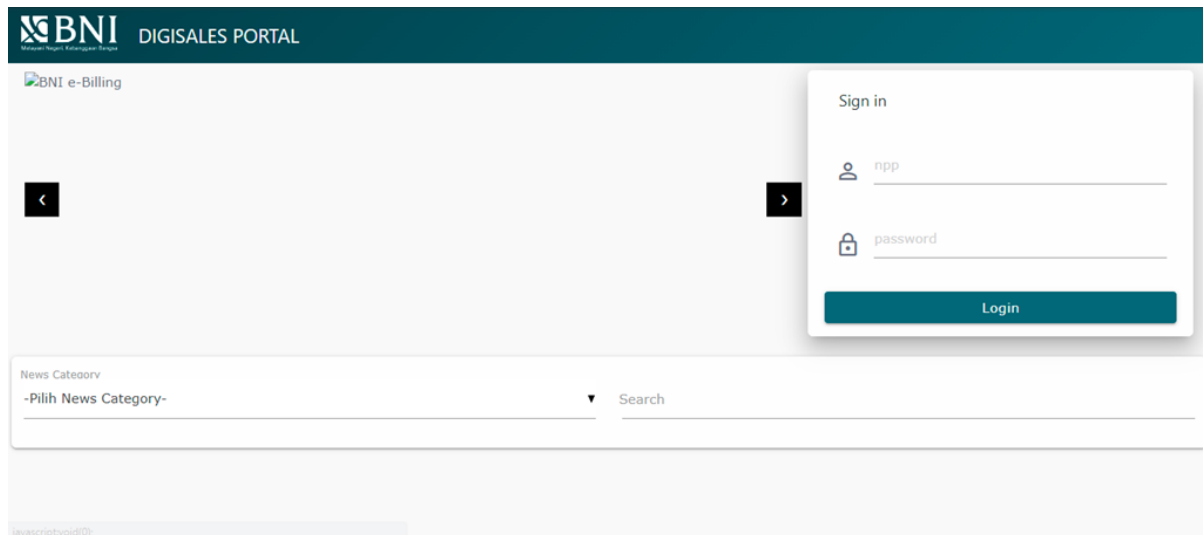 BNI
Melayani Negeri, Kebanggaan Bangsa
DIGISALES PORTAL
BNI e-Billing
Sign in
npp
password
Login
News Category
-Pilih News Category-
Search
javascript:void(0);